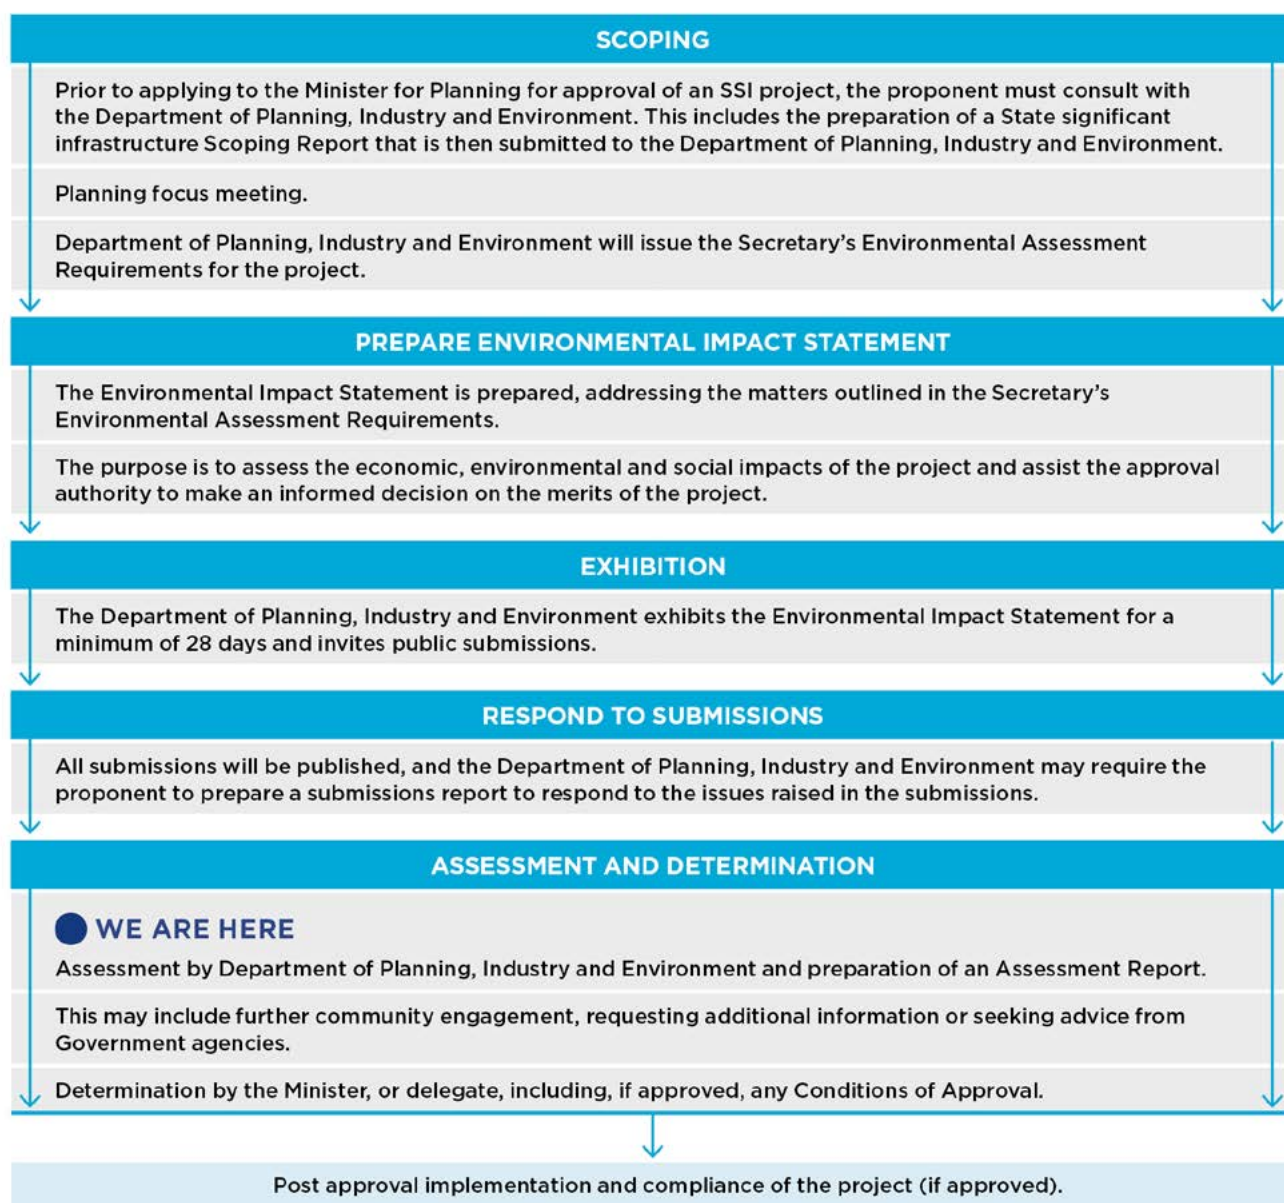 SCOPING
Prior to applying to the Minister for Planning for approval of an SSI project, the proponent must consult with
the Department of Planning, Industry and Environment. This includes the preparation of a State significant
infrastructure Scoping Report that is then submitted to the Department of Planning, Industry and Environment.
Planning focus meeting.
Department of Planning, Industry and Environment will issue the Secretary’s Environmental Assessment
Requirements for the project.
PREPARE ENVIRONMENTAL IMPACT STATEMENT
The Environmental Impact Statement is prepared, addressing the matters outlined in the Secretary’s
Environmental Assessment Requirements.
The purpose is to assess the economic, environmental and social impacts of the project and assist the approval
authority to make an informed decision on the merits of the project.
EXHIBITION
The Department of Planning, Industry and Environment exhibits the Environmental Impact Statement for a
minimum of 28 days and invites public submissions.
RESPOND TO SUBMISSIONS
All submissions will be published, and the Department of Planning, Industry and Environment may require the
proponent to prepare a submissions report to respond to the issues raised in the submissions.
ASSESSMENT AND DETERMINATION
WE ARE HERE
Assessment by Department of Planning, Industry and Environment and preparation of an Assessment Report.
This may include further community engagement, requesting additional information or seeking advice from
Government agencies.
Determination by the Minister, or delegate, including, if approved, any Conditions of Approval.
Post approval implementation and compliance of the project (if approved).